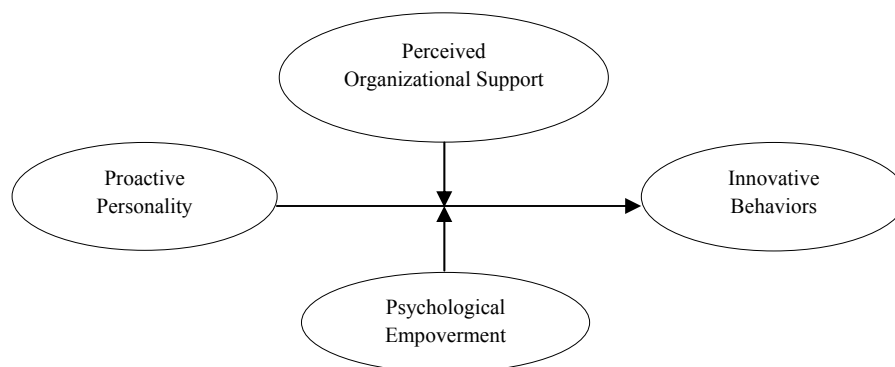 Perceived
Organizational Support
Proactive
Personality
Innovative
Behaviors
Psychological
Empoverment